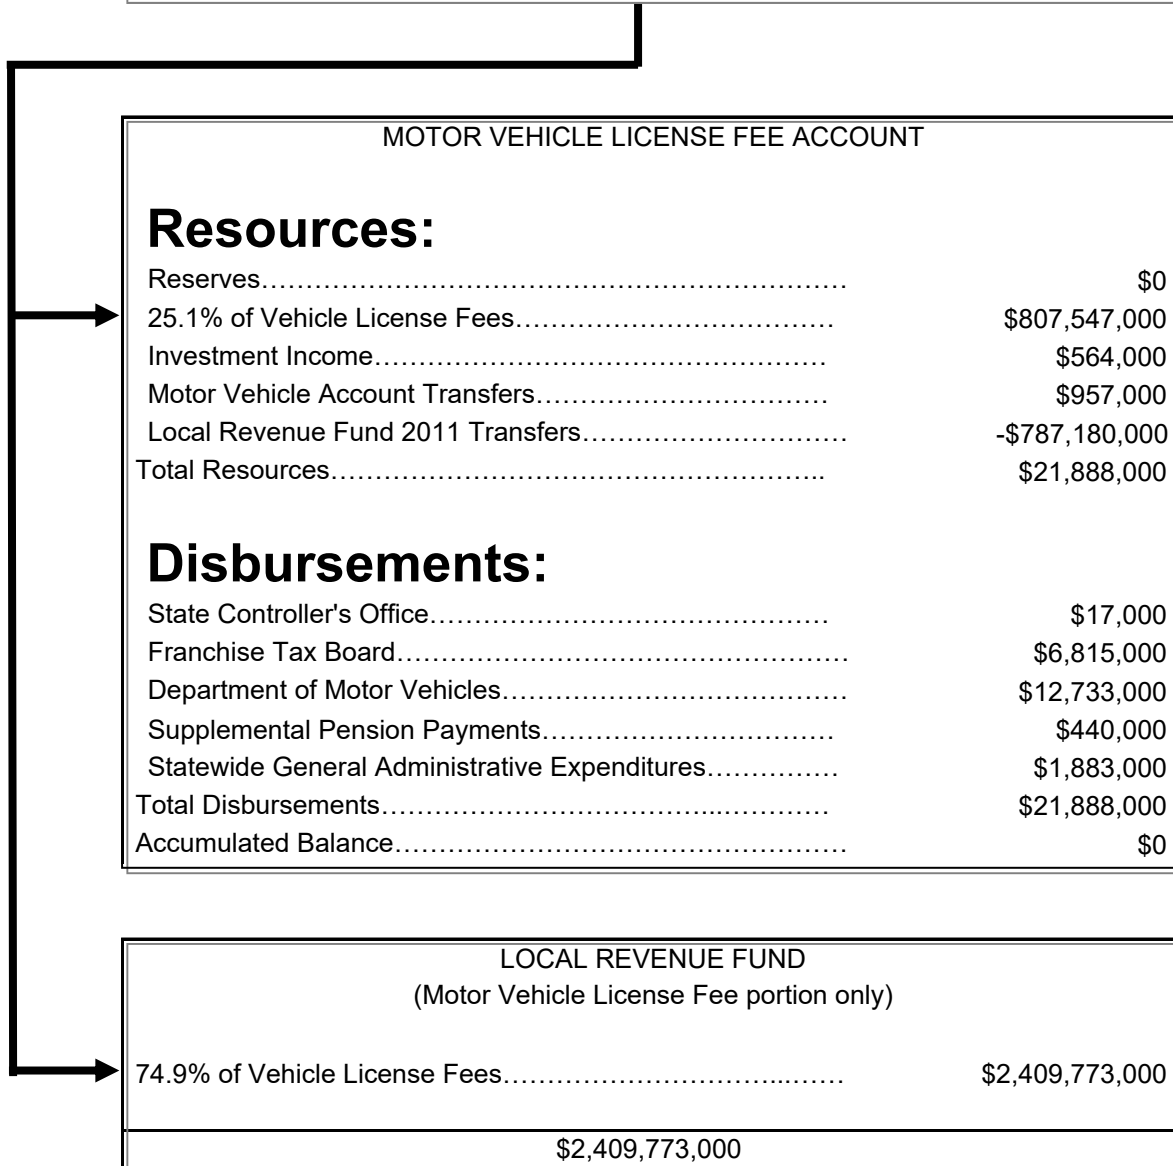 MOTOR VEHICLE LICENSE FEE ACCOUNT
Resources:
Reserves………………………………………………………… $0
25.1% of Vehicle License Fees……………………………… $807,547,000
Investment Income…………………………………………… $564,000
Motor Vehicle Account Transfers…………………………… $957,000
Local Revenue Fund 2011 Transfers………………………… -$787,180,000
Total Resources……………………………………………….. $21,888,000
Disbursements:
State Controller's Office……………………………………… $17,000
Franchise Tax Board…………………………………………… $6,815,000
Department of Motor Vehicles………………………………… $12,733,000
Supplemental Pension Payments…………………………… $440,000
Statewide General Administrative Expenditures…………… $1,883,000
Total Disbursements………………………………...………… $21,888,000
Accumulated Balance…………………………………………… $0
LOCAL REVENUE FUND
(Motor Vehicle License Fee portion only)
74.9% of Vehicle License Fees…………………………...…… $2,409,773,000
$2,409,773,000